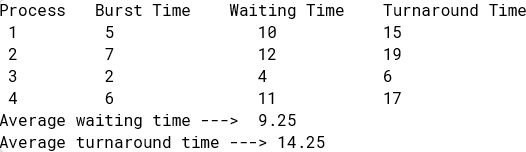 Process Burst Time Waiting Time Turnaround Time
1 5 10 15
2 7 12 19
3 2 4 6
4 6 11 17
Average waiting time ---> 9.25
Average turnaround time ---> 14.25